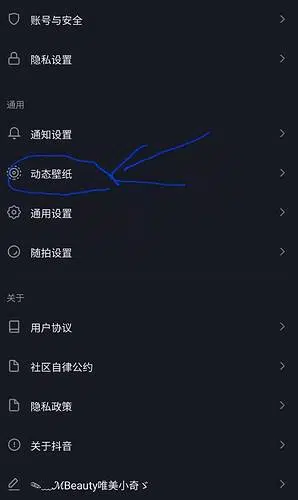 账号与安全
隐私设置
通用
通知设置
动态壁纸
通用设置
随拍设置
关于
用户协议
社区自律公约
隐私政策
关于抖音
ℳBeauty唯美小奇ゞ